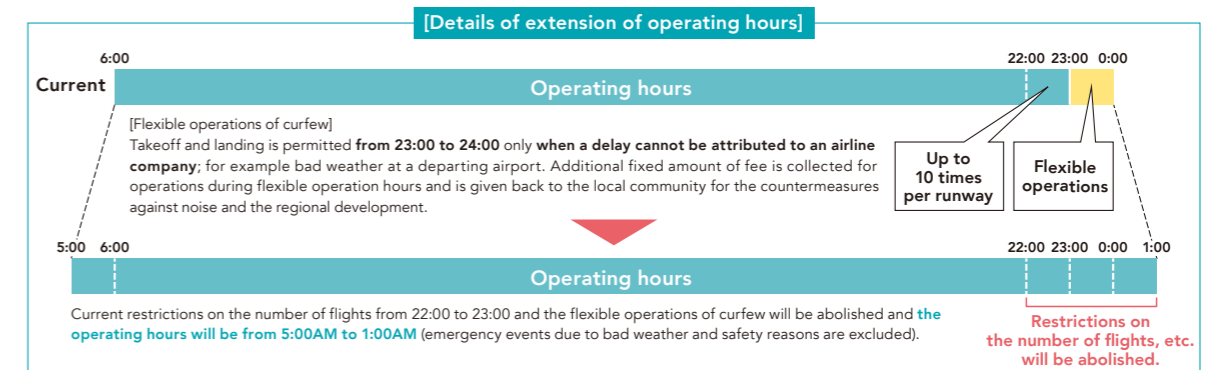 [Details of extension of operating hours]
6:00 22:00 23:00 0:00
Current Operating hours
[Flexible operations of curfew]
Takeoff and landing is permitted from 23:00 to 24:00 only when a delay cannot be attributed to an airline
company; for example bad weather at a departing airport. Additional fixed amount of fee is collected for
operations during flexible operation hours and is given back to the local community for the countermeasures
against noise and the regional development.
Up to
10 times
per runway
Flexible
operations
5:00 6:00 22:00 23:00 0:00 1:00
Operating hours
Current restrictions on the number of flights from 22:00 to 23:00 and the flexible operations of curfew will be abolished and the
operating hours will be from 5:00AM to 1:00AM (emergency events due to bad weather and safety reasons are excluded).
Restrictions on
the number of flights, etc.
will be abolished.